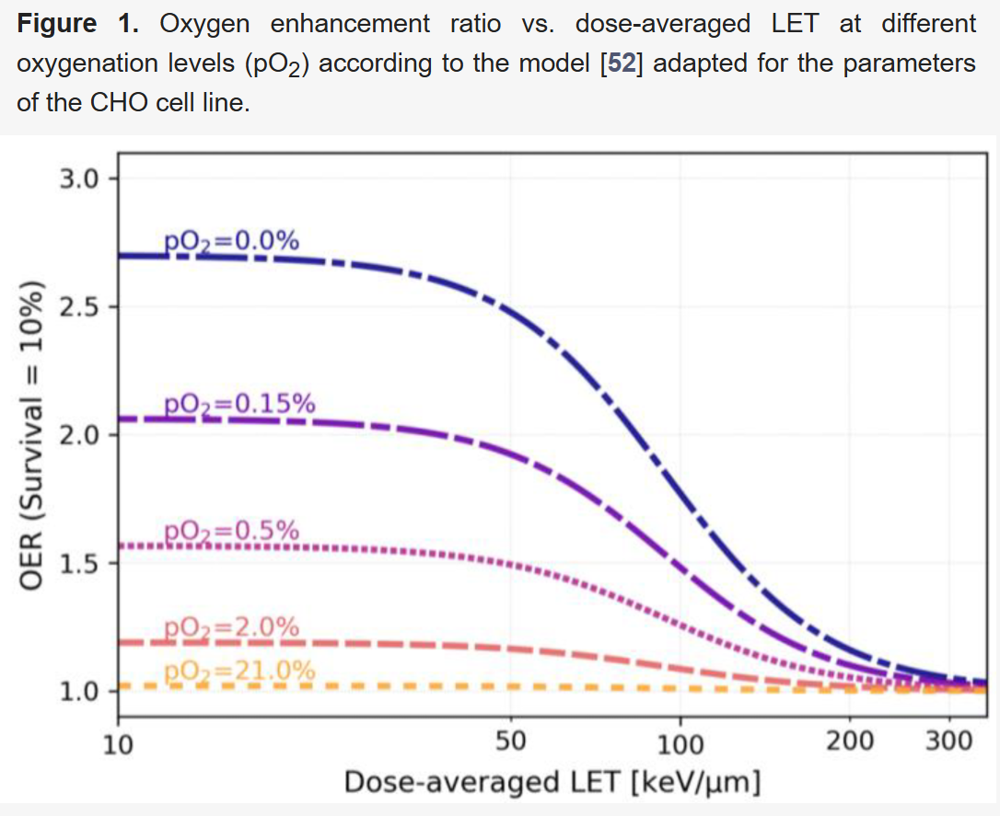 Figure 1. Oxygen enhancement ratio vs. dose-averaged LET at different
oxygenation levels (pO₂) according to the model [52] adapted for the parameters
of the CHO cell line.
3.0
pO₂=0.0%
2.5
pO₂=0.15%
2.0
pO₂=0.5%
1.5
pO₂=2.0%
pO₂=21.0%
1.0
OER (Survival = 10%)
10 50 100 200 300
Dose-averaged LET [keV/μm]